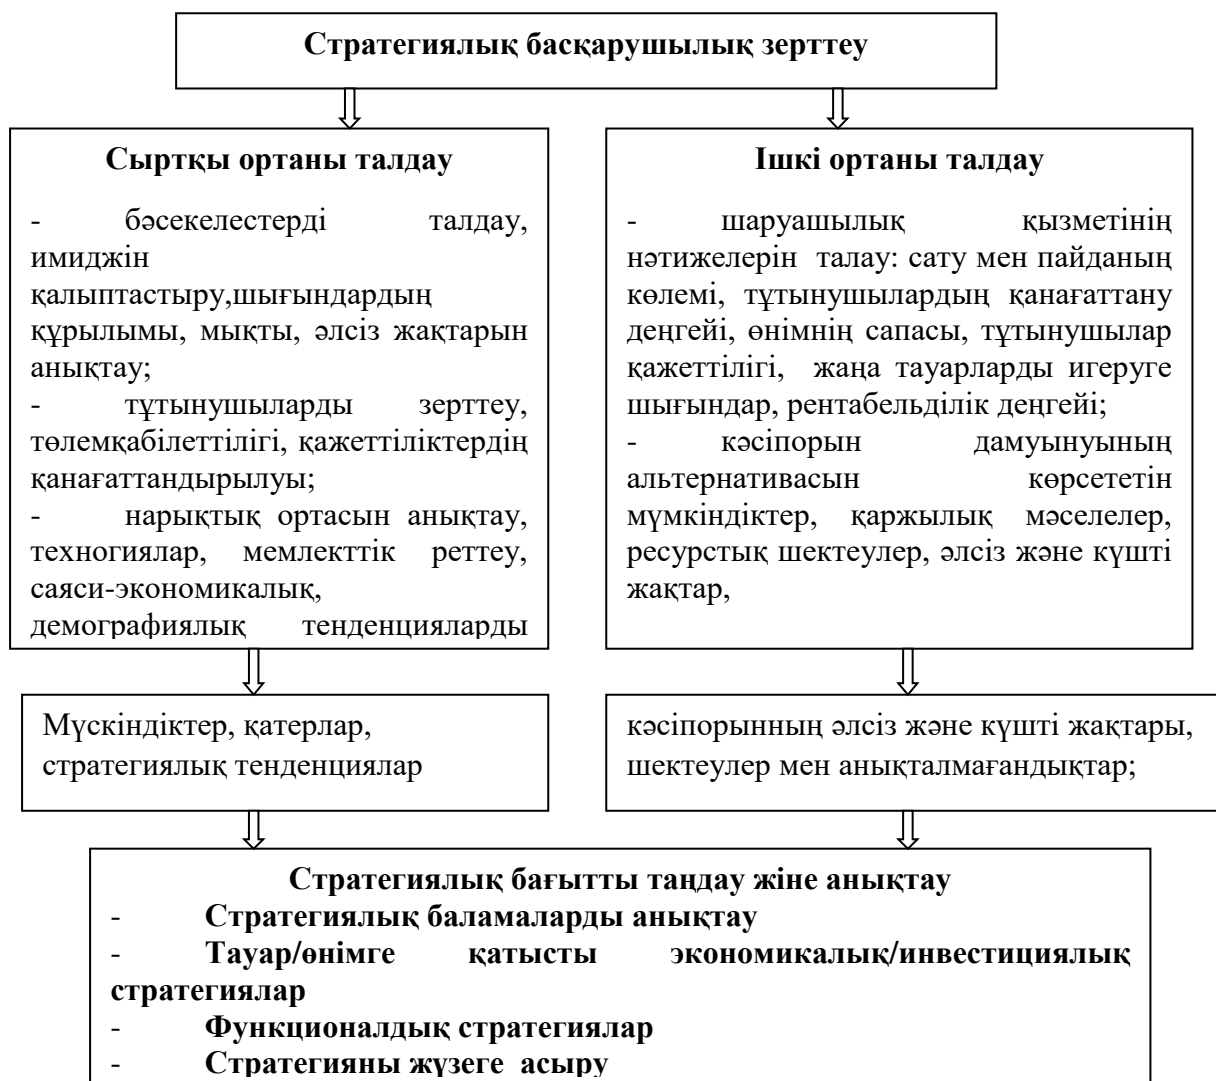 Стратегиялық басқарушылық зерттеу
Сыртқы ортаны талдау
- бәсекелестерді талдау,
имиджін
қалыптастыру,шығындардың
құрылымы, мықты, әлсіз жақтарын
анықтау;
- тұтынушыларды зерттеу,
төлемқабілеттілігі, қажеттіліктердің
қанағаттандырылуы;
- нарықтық ортасын анықтау,
техногиялар, мемлекттік реттеу,
саяси-экономикалық,
демографиялық тенденцияларды
Ішкі ортаны талдау
- шаруашылық қызметінің
нәтижелерін талау: сату мен пайданың
көлемі, тұтынушылардың қанағаттану
деңгейі, өнімнің сапасы, тұтынушылар
қажеттілігі, жаңа тауарларды игеруге
шығындар, рентабельділік деңгейі;
- кәсіпорын дамуынуының
альтернативасын көрсететін
мүмкіндіктер, қаржылық мәселелер,
ресурстық шектеулер, әлсіз және күшті
жақтар,
Мүскіндіктер, қатерлар,
стратегиялық тенденциялар
кәсіпорынның әлсіз және күшті жақтары,
шектеулер мен анықталмағандықтар;
Стратегиялық бағытты таңдау жіне анықтау
- Стратегиялық баламаларды анықтау
- Тауар/өнімге қатысты экономикалық/инвестициялық
стратегиялар
- Функционалдық стратегиялар
- Стратегияны жүзеге асыру